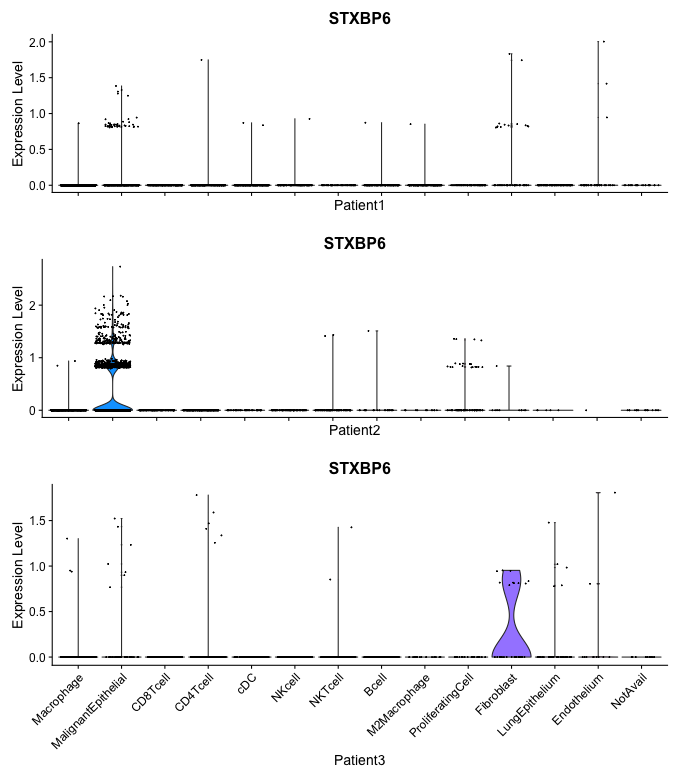 STXBP6
2.0
1.5
1.0
0.5
0.0
Expression Level
Patient1
STXBP6
2
1
0
Expression Level
Patient2
STXBP6
1.5
1.0
0.5
0.0
Expression Level
Macrophage
MalignantEpithelial
CD8Tcell
CD4Tcell
cDC
NKcell
NKTcell
Bcell
M2Macrophage
ProliferatingCell
Fibroblast
LungEpithelium
Endothelium
NotAvail
Patient3